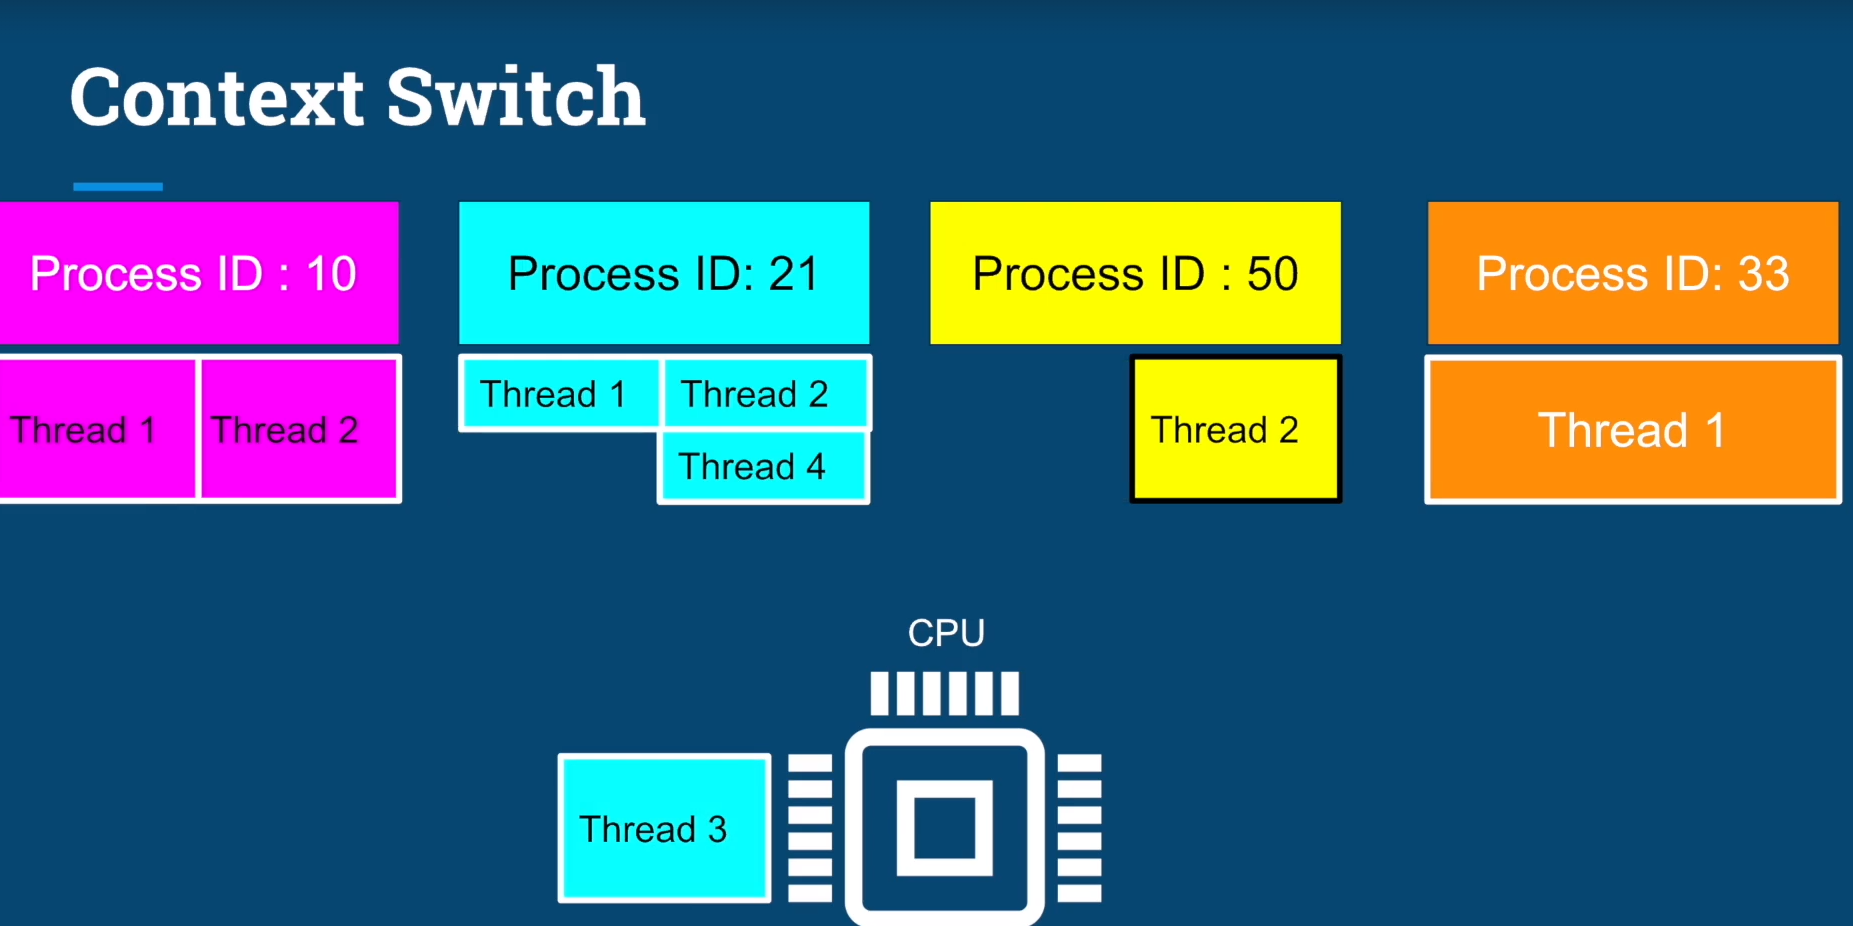 Context Switch
Process ID : 10
Process ID: 21
Process ID : 50
Process ID: 33
Thread 1
Thread 2
Thread 1
Thread 2
Thread 4
Thread 2
Thread 1
CPU
Thread 3